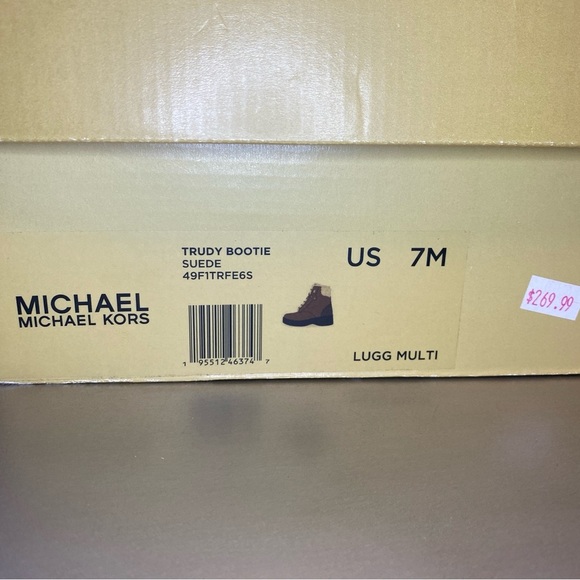 TRUDY BOOTIE
SUEDE
49F1TRFE6S
US 7M
MICHAEL
MICHAEL KORS
$269.99
1 95512 46374 7
LUGG MULTI